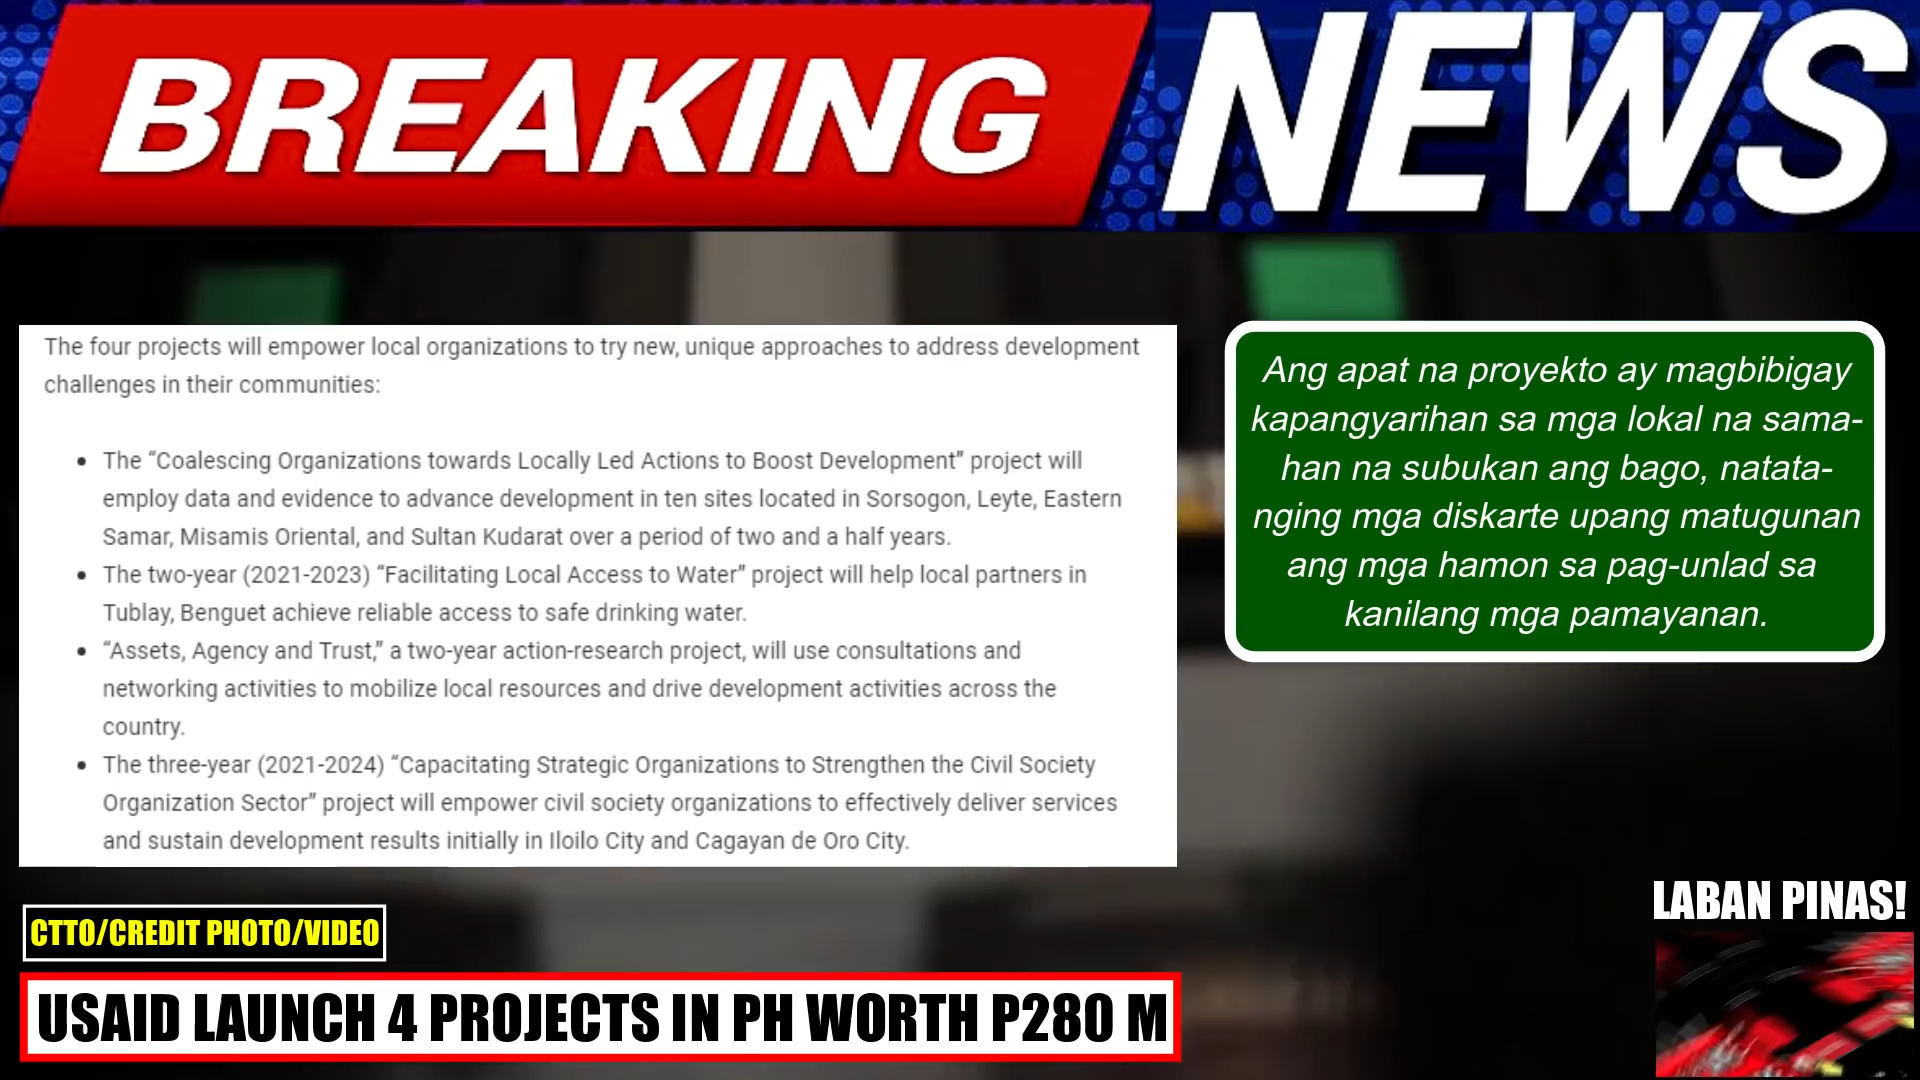 BREAKING NEWS
The four projects will empower local organizations to try new, unique approaches to address development
challenges in their communities:
• The “Coalescing Organizations towards Locally Led Actions to Boost Development” project will
employ data and evidence to advance development in ten sites located in Sorsogon, Leyte, Eastern
Samar, Misamis Oriental, and Sultan Kudarat over a period of two and a half years.
• The two-year (2021-2023) “Facilitating Local Access to Water” project will help local partners in
Tublay, Benguet achieve reliable access to safe drinking water.
• “Assets, Agency and Trust,” a two-year action-research project, will use consultations and
networking activities to mobilize local resources and drive development activities across the
country.
• The three-year (2021-2024) “Capacitating Strategic Organizations to Strengthen the Civil Society
Organization Sector” project will empower civil society organizations to effectively deliver services
and sustain development results initially in Iloilo City and Cagayan de Oro City.
Ang apat na proyekto ay magbibigay
kapangyarihan sa mga lokal na sama-
han na subukan ang bago, natata-
nging mga diskarte upang matugunan
ang mga hamon sa pag-unlad sa
kanilang mga pamayanan.
LABAN PINAS!
CTTO/CREDIT PHOTO/VIDEO
USAID LAUNCH 4 PROJECTS IN PH WORTH P280 M